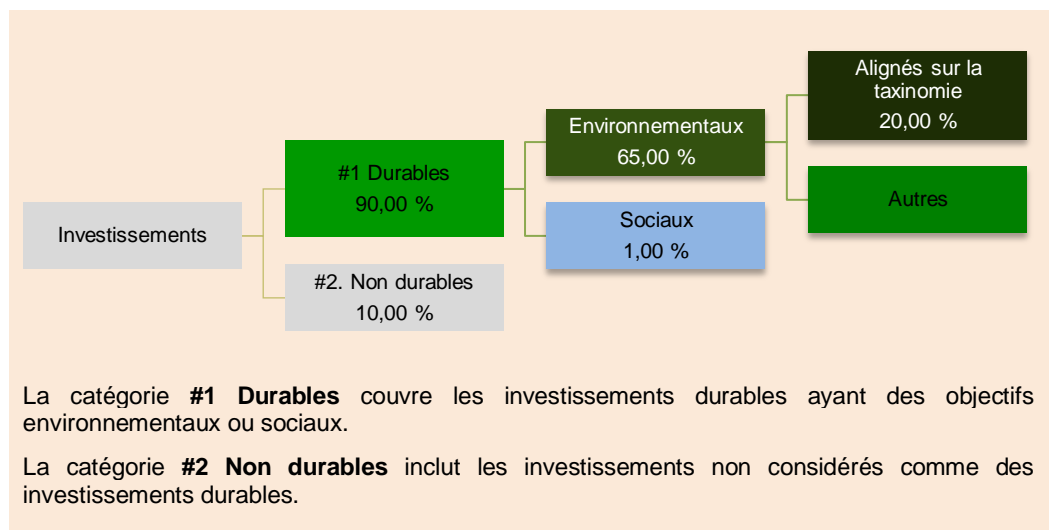 Investissements
#1 Durables
90,00 %
#2. Non durables
10,00 %
Environnementaux
65,00 %
Sociaux
1,00 %
Alignés sur la
taxinomie
20,00 %
Autres
La catégorie #1 Durables couvre les investissements durables ayant des objectifs
environnementaux ou sociaux.
La catégorie #2 Non durables inclut les investissements non considérés comme des
investissements durables.